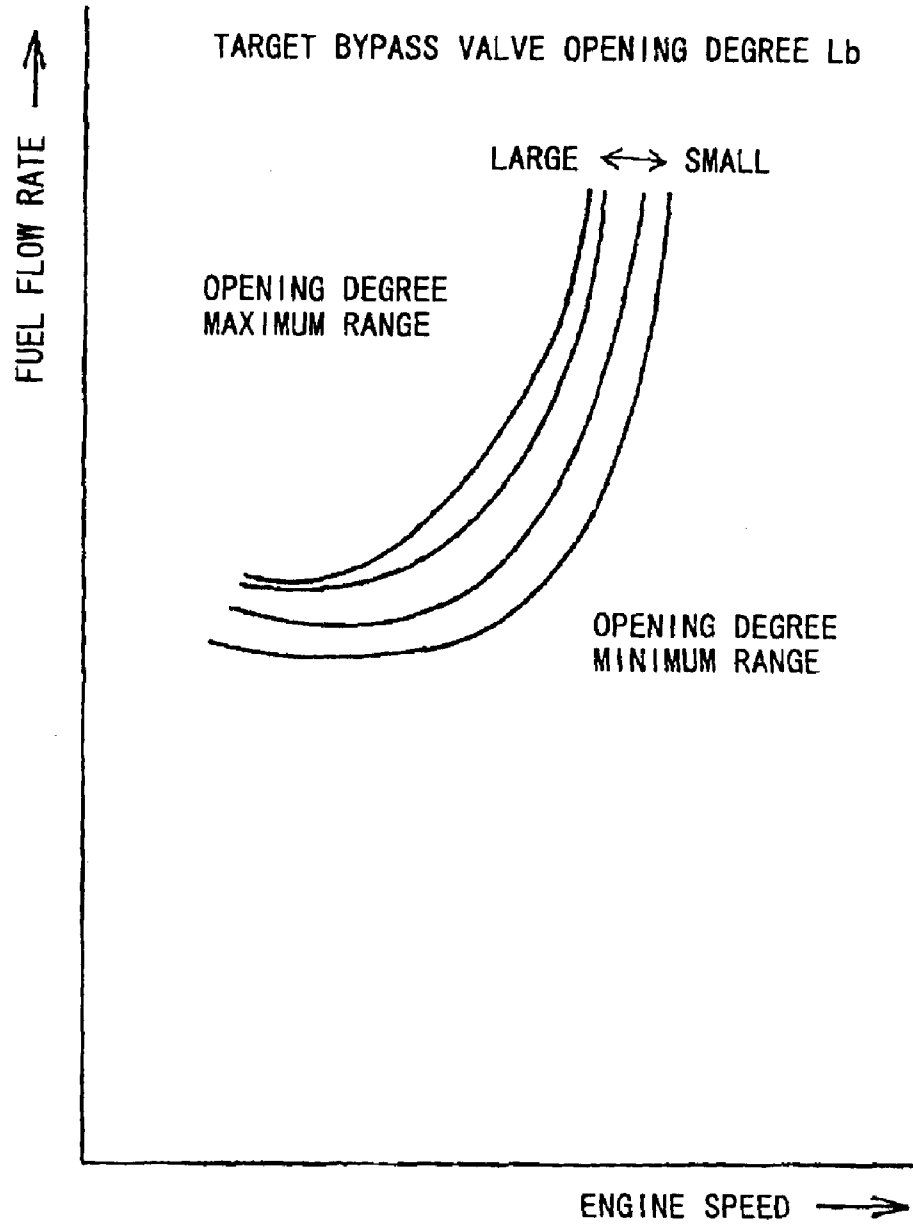 TARGET BYPASS VALVE OPENING DEGREE Lb
LARGE ↔ SMALL
OPENING DEGREE
MAXIMUM RANGE
OPENING DEGREE
MINIMUM RANGE
FUEL FLOW RATE →
ENGINE SPEED →